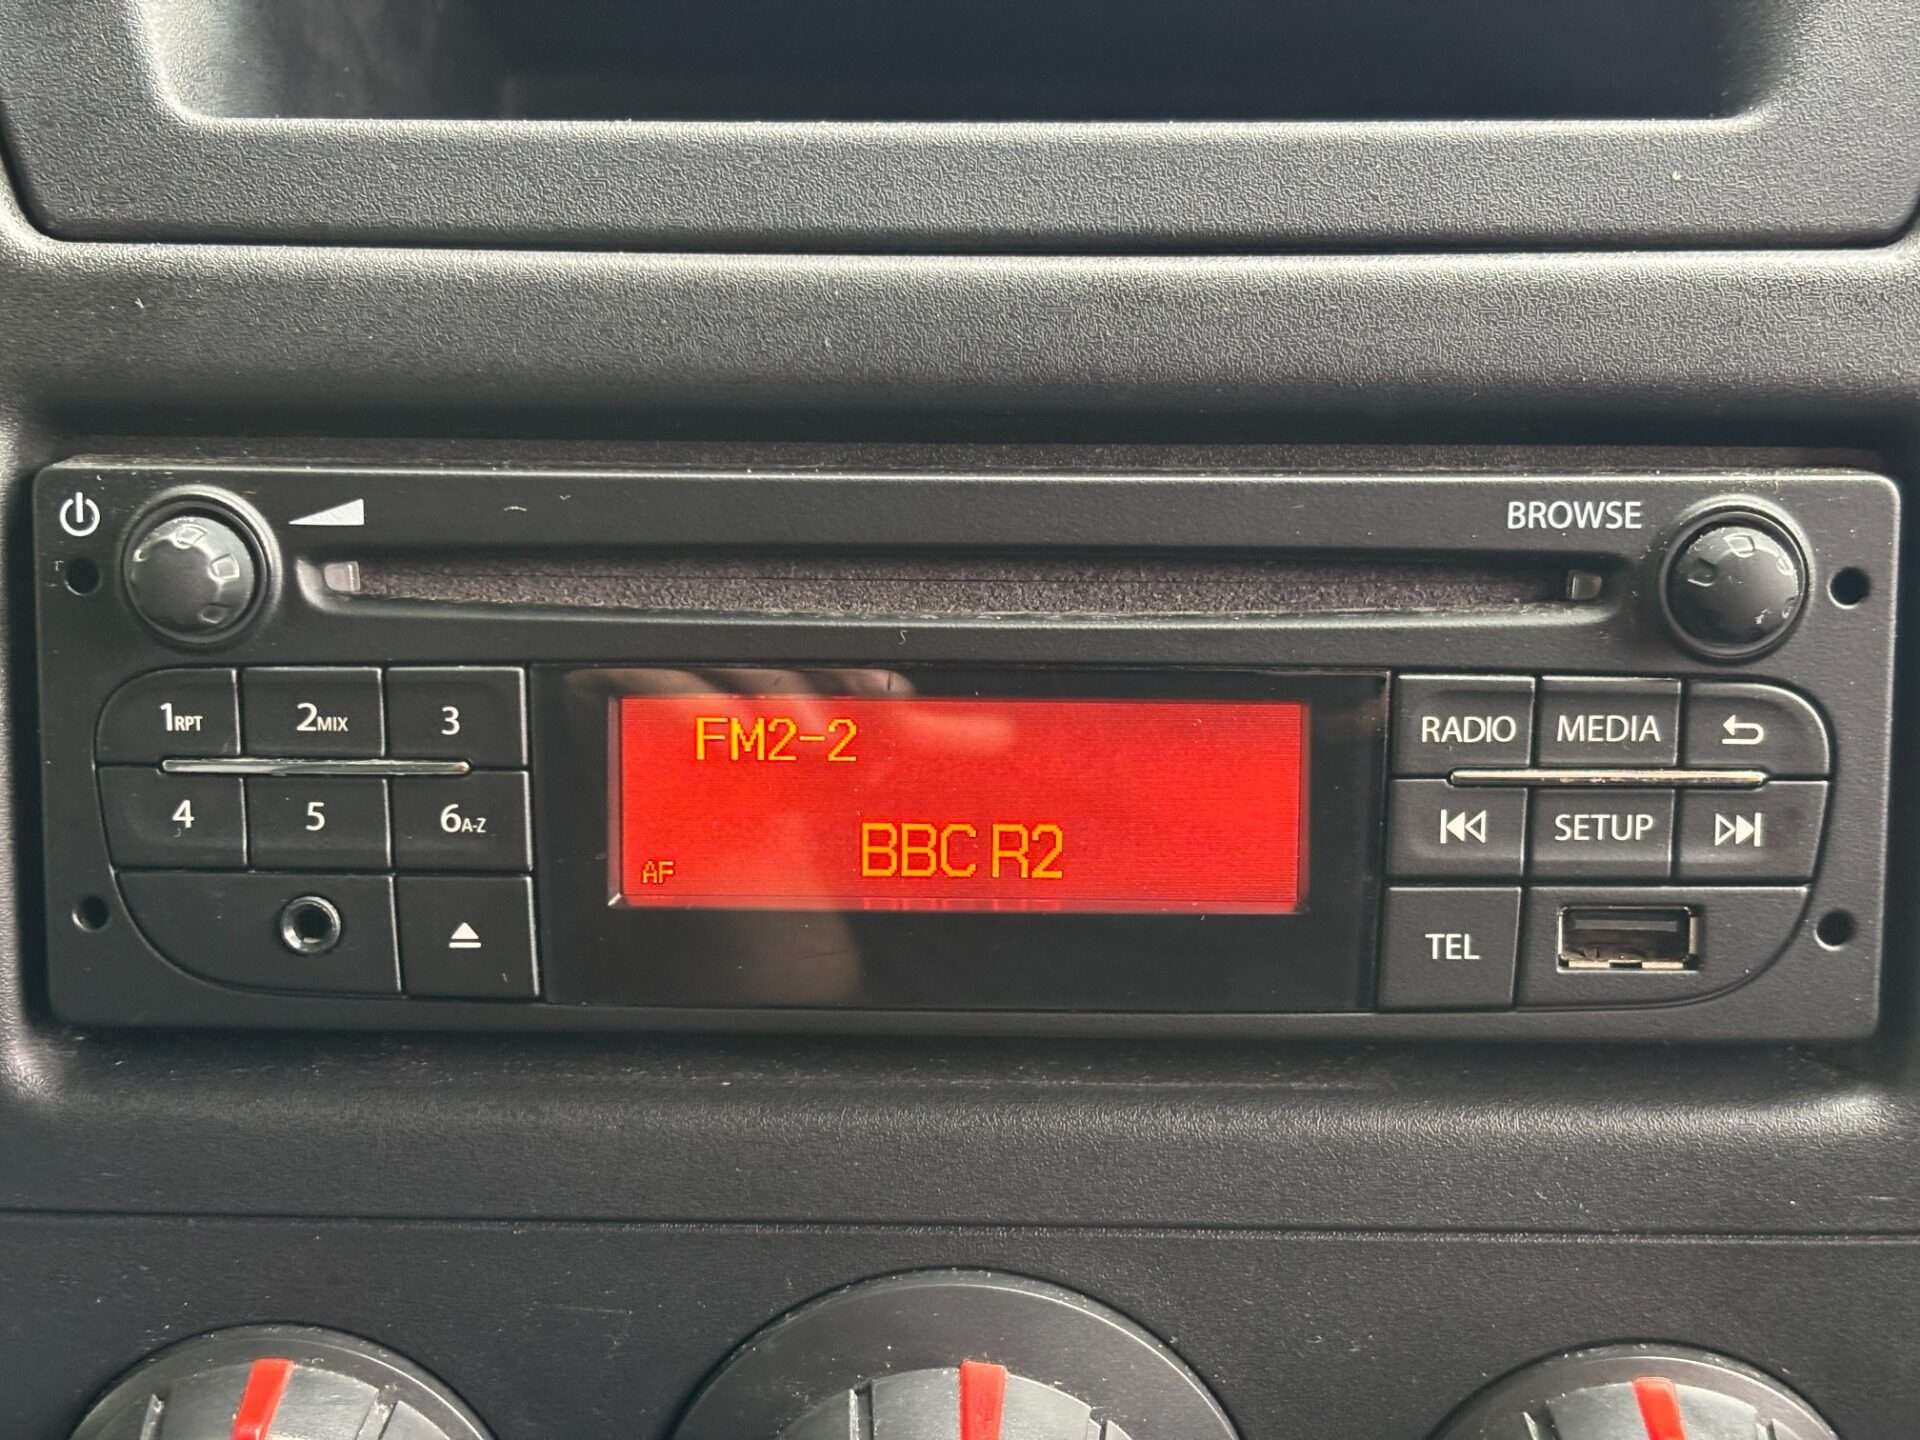 BROWSE
1RPT 2MIX 3
4 5 6A-Z
FM2-2
BBC R2
AF
RADIO MEDIA
SETUP
TEL